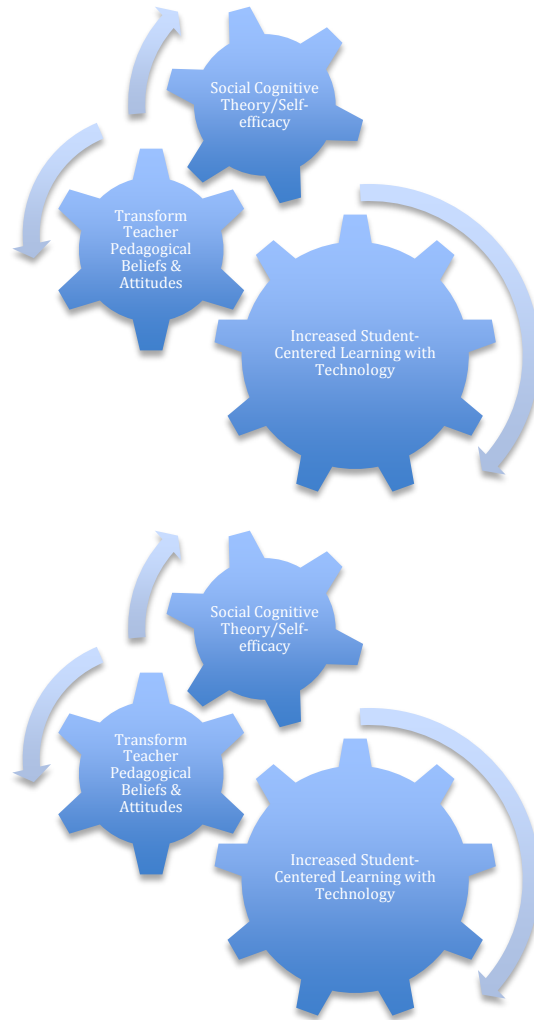 Social Cognitive
Theory/Self-
efficacy
Transform
Teacher
Pedagogical
Beliefs &
Attitudes
Increased Student-
Centered Learning with
Technology
Social Cognitive
Theory/Self-
efficacy
Transform
Teacher
Pedagogical
Beliefs &
Attitudes
Increased Student-
Centered Learning with
Technology